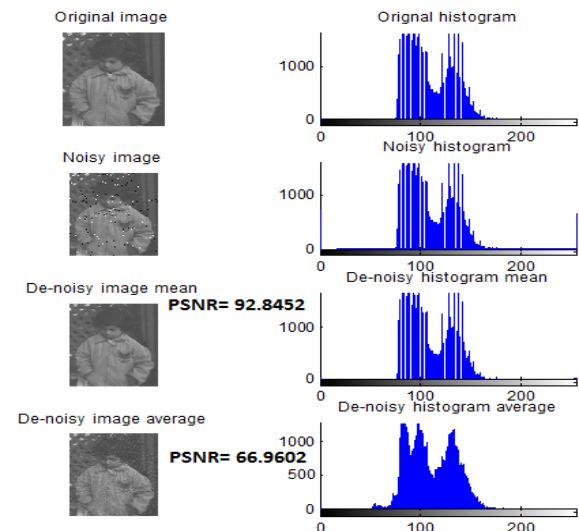 Original image
Orignal histogram
1000
0
0 100 200
Noisy image
Noisy histogram
1000
0
0 100 200
De-noisy image mean
De-noisy histogram mean
PSNR= 92.8452
1000
0
0 100 200
De-noisy image average
De-noisy histogram average
PSNR= 66.9602
1000
500
0
0 100 200